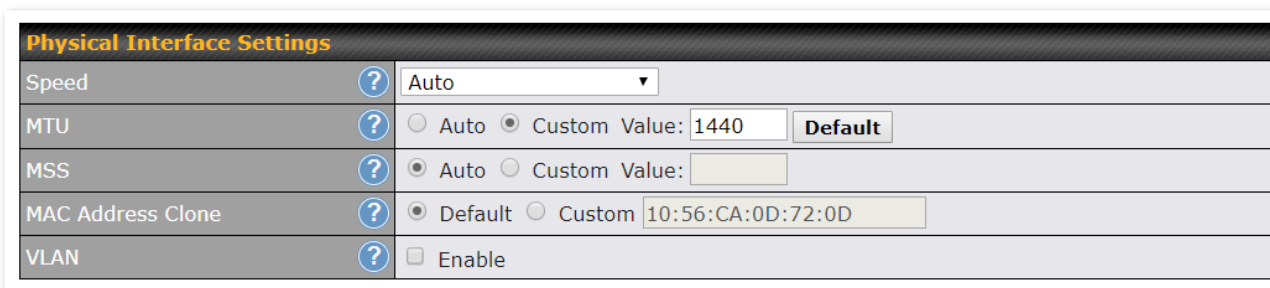 Physical Interface Settings
Speed ? Auto
MTU ? Auto Custom Value: 1440 Default
MSS ? Auto Custom Value:
MAC Address Clone ? Default Custom 10:56:CA:0D:72:0D
VLAN ? Enable